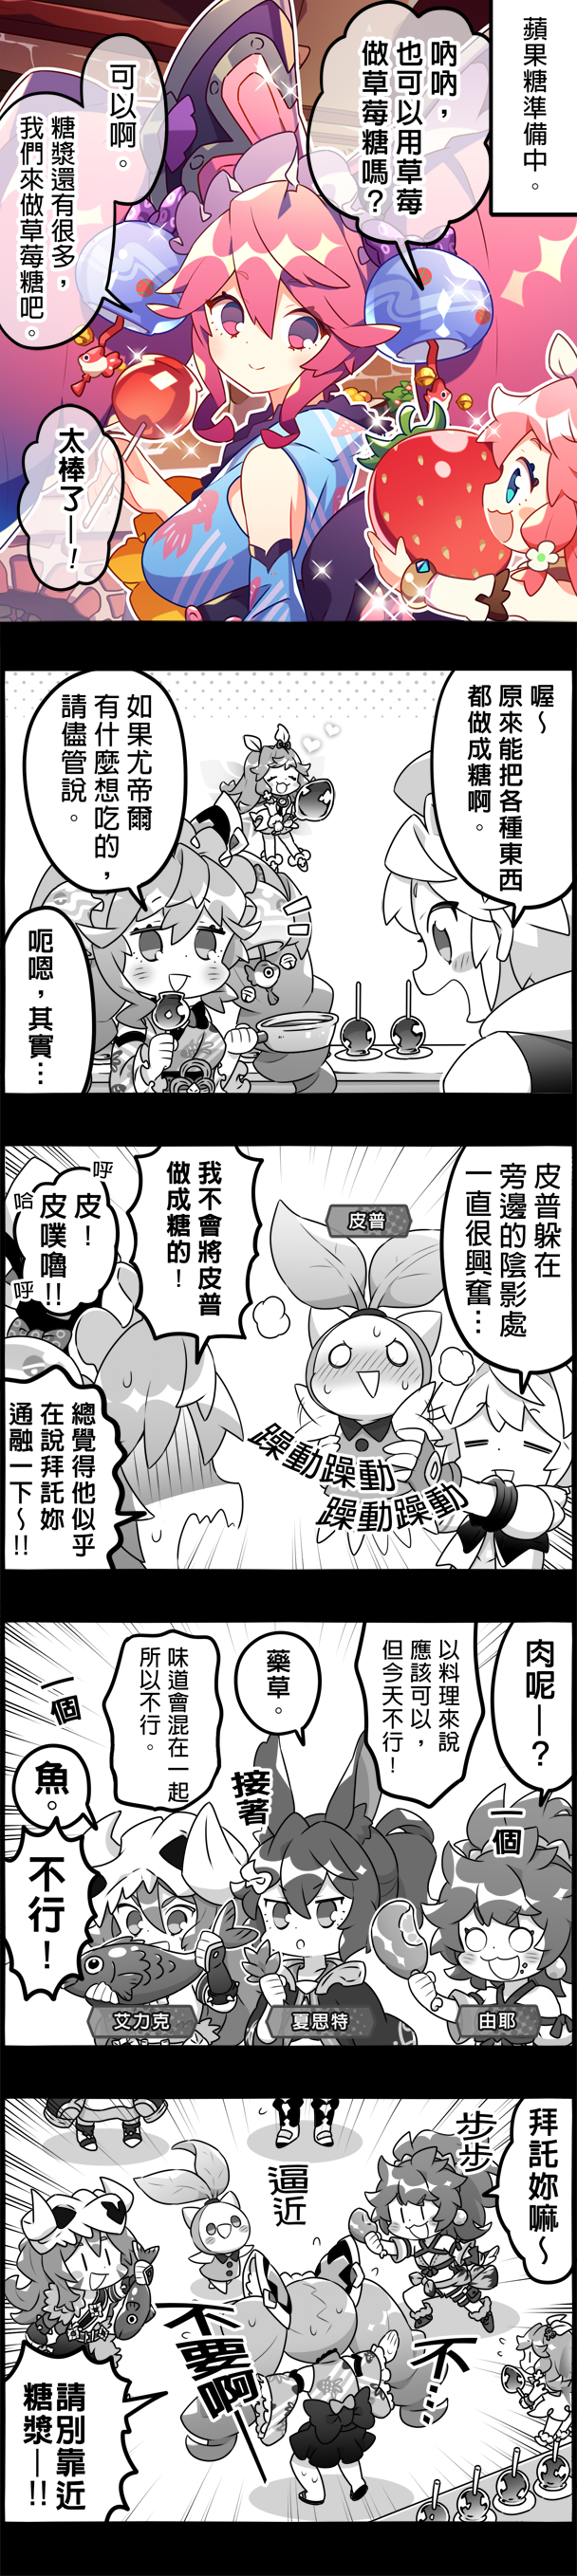 蘋果糖準備中。
吶吶，
也可以用草莓
做草莓糖嗎？
可以啊。
糖漿還有很多，
我們來做草莓糖吧。
太棒了—！
喔～
原來能把各種東西
都做成糖啊。
如果尤帝爾
有什麼想吃的，
請儘管說。
呃嗯，其實…
皮普躲在
旁邊的陰影處
一直很興奮…
皮普
躁動躁動
躁動躁動
我不會將皮普
做成糖的！
呼
哈
呼
皮！
皮噗嚕!!
總覺得他似乎
在說拜託妳
通融一下～!!
肉呢—？
一個
由耶
以料理來說
應該可以，
但今天不行！
藥草。
接著
夏思特
味道會混在一起
所以不行。
一個
魚。
不行！
艾力克
拜託妳嘛～
步步
逼近
不…
不要啊—
請別靠近
糖漿—!!